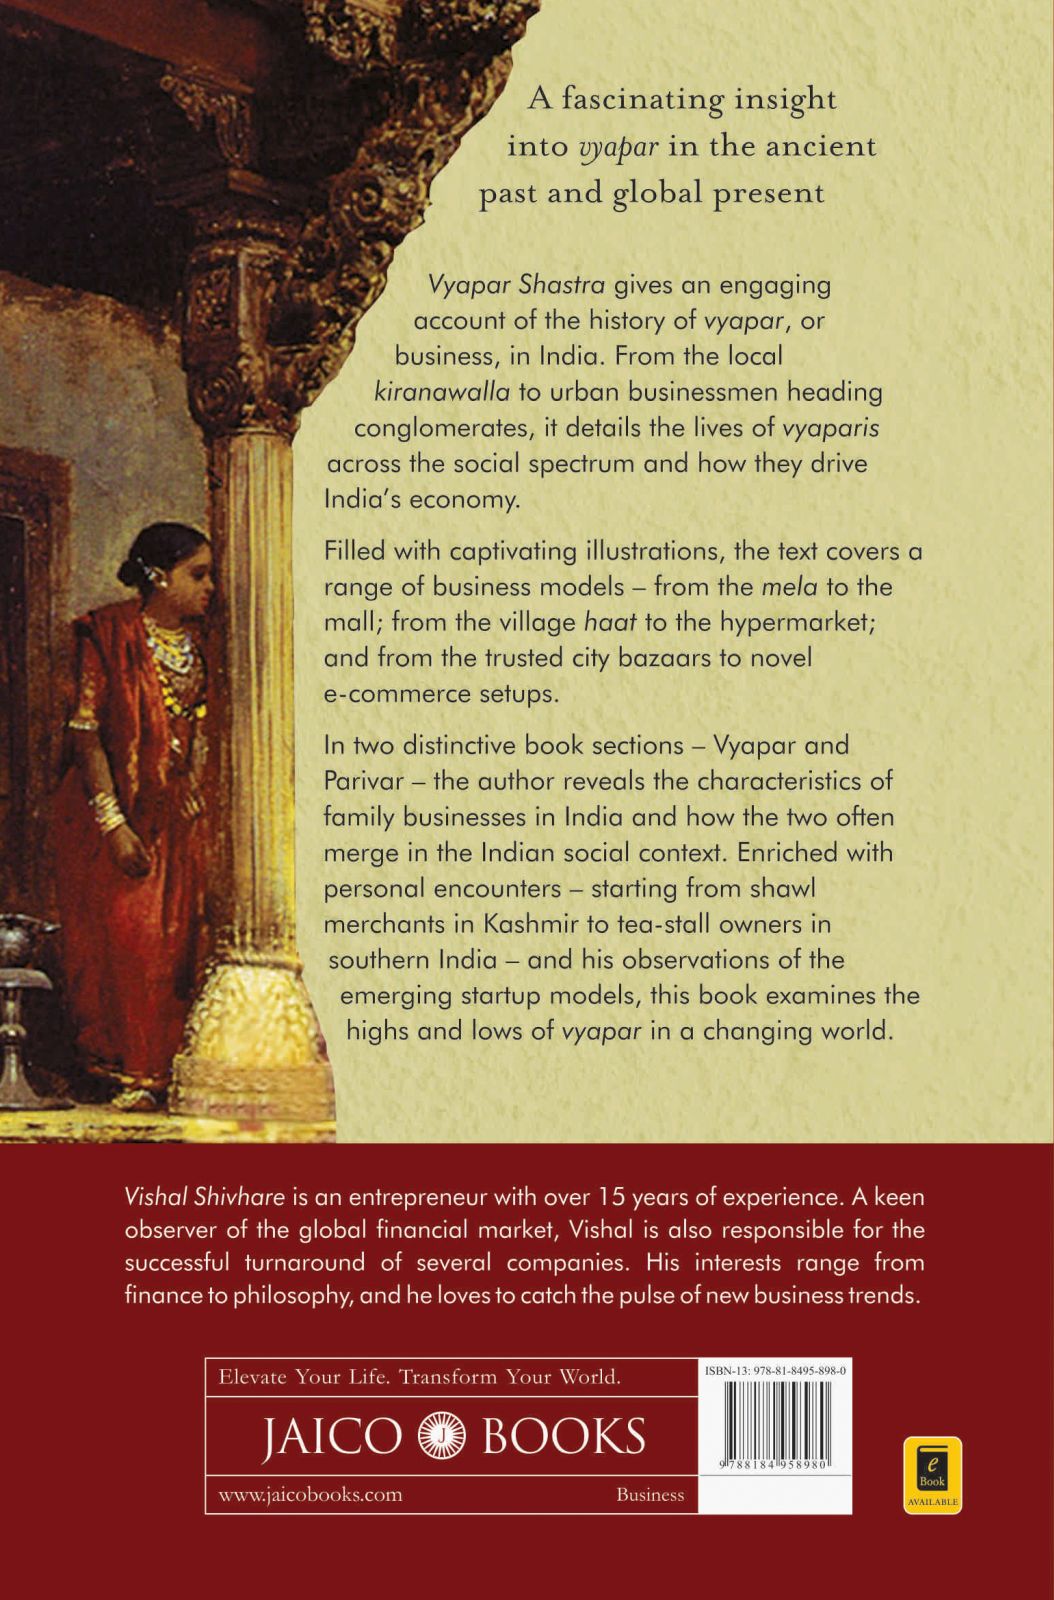 A fascinating insight
into vyapar in the ancient
past and global present
Vyapar Shastra gives an engaging
account of the history of vyapar, or
business, in India. From the local
kiranawalla to urban businessmen heading
conglomerates, it details the lives of vyaparis
across the social spectrum and how they drive
India's economy.
Filled with captivating illustrations, the text covers a
range of business models – from the mela to the
mall; from the village haat to the hypermarket;
and from the trusted city bazaars to novel
e-commerce setups.
In two distinctive book sections – Vyapar and
Parivar – the author reveals the characteristics of
family businesses in India and how the two often
merge in the Indian social context. Enriched with
personal encounters – starting from shawl
merchants in Kashmir to tea-stall owners in
southern India – and his observations of the
emerging startup models, this book examines the
highs and lows of vyapar in a changing world.
Vishal Shivhare is an entrepreneur with over 15 years of experience. A keen
observer of the global financial market, Vishal is also responsible for the
successful turnaround of several companies. His interests range from
finance to philosophy, and he loves to catch the pulse of new business trends.
Elevate Your Life. Transform Your World.
JAICO J BOOKS
www.jaicobooks.com Business
ISBN-13: 978-81-8495-898-0
9 788184 958980
e
Book
AVAILABLE